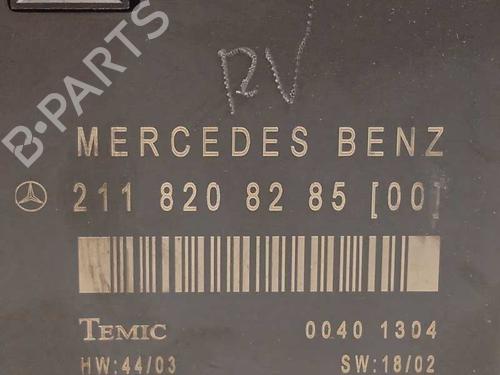 RV
B-PARTS
MERCEDES BENZ
211 820 82 85 [00]
TEMIC 0040 1304
HW:44/03 SW:18/02